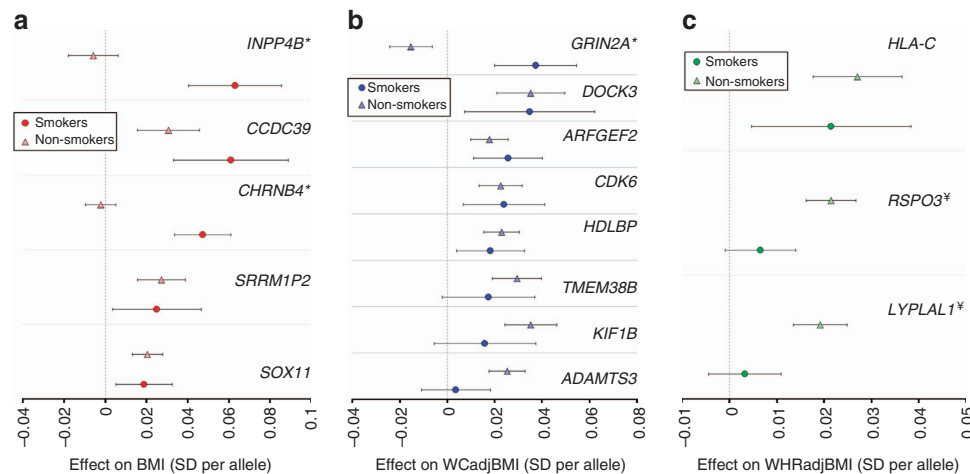 a
INPP4B*
CCDC39
Smokers
Non-smokers
CHRNB4*
SRRM1P2
SOX11
−0.04
−0.02
0
0.02
0.04
0.06
0.08
0.1
Effect on BMI (SD per allele)
b
GRIN2A*
Smokers
Non-smokers
DOCK3
ARFGEF2
CDK6
HDLBP
TMEM38B
KIF1B
ADAMTS3
−0.04
−0.02
0
0.02
0.04
0.06
0.08
Effect on WCadjBMI (SD per allele)
c
HLA-C
Smokers
Non-smokers
RSPO3¥
LYPLAL1¥
−0.01
0
0.01
0.02
0.03
0.04
0.05
Effect on WHRadjBMI (SD per allele)